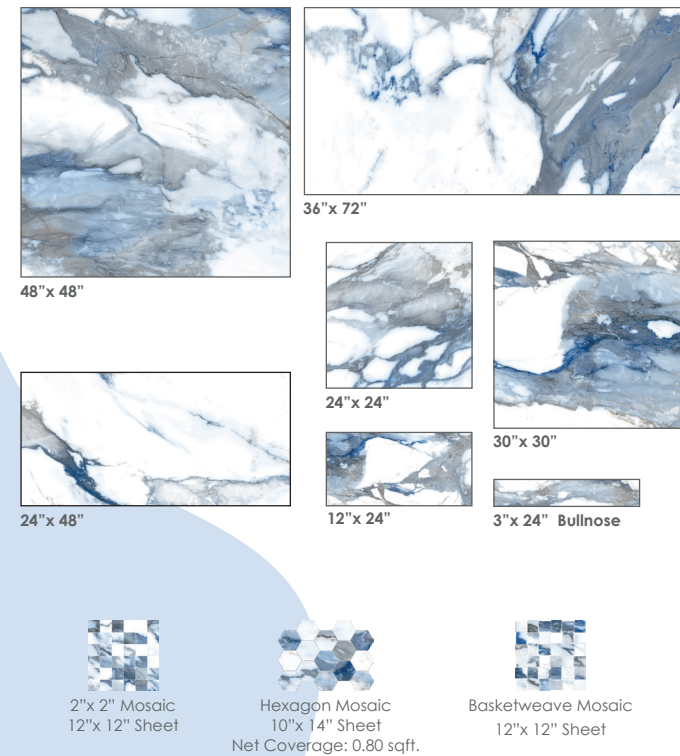 48”x 48”
36”x 72”
24”x 24”
30”x 30”
24”x 48”
12”x 24”
3”x 24” Bullnose
2”x 2” Mosaic
12”x 12” Sheet
Hexagon Mosaic
10”x 14” Sheet
Net Coverage: 0.80 sqft.
Basketweave Mosaic
12”x 12” Sheet